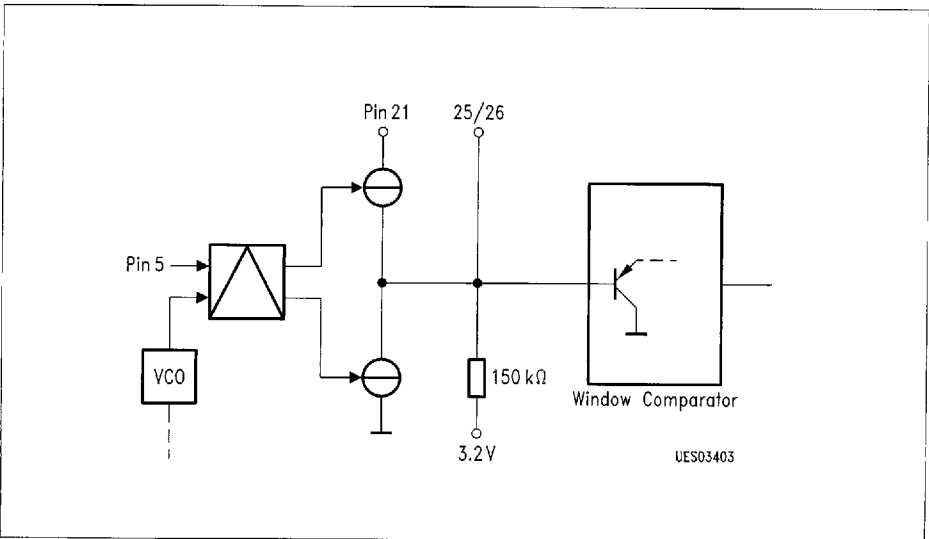 Pin 21
25/26
Pin 5
VCO
150 kΩ
Window Comparator
3.2 V
UES03403